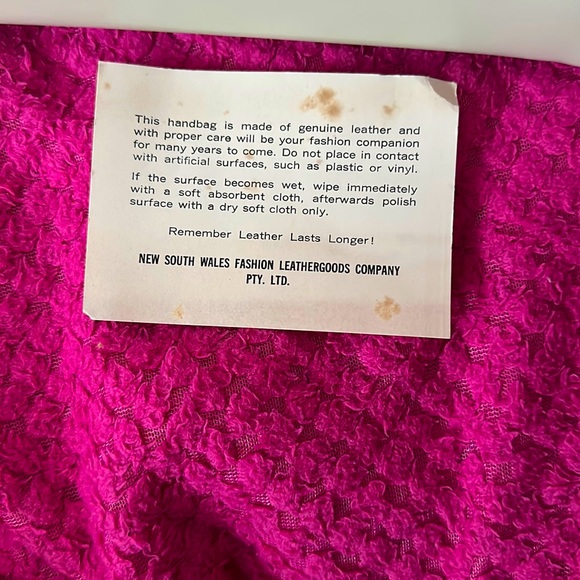 This handbag is made of genuine leather and
with proper care will be your fashion companion
for many years to come. Do not place in contact
with artificial surfaces, such as plastic or vinyl.
If the surface becomes wet, wipe immediately
with a soft absorbent cloth, afterwards polish
surface with a dry soft cloth only.
Remember Leather Lasts Longer!
NEW SOUTH WALES FASHION LEATHERGOODS COMPANY
PTY. LTD.